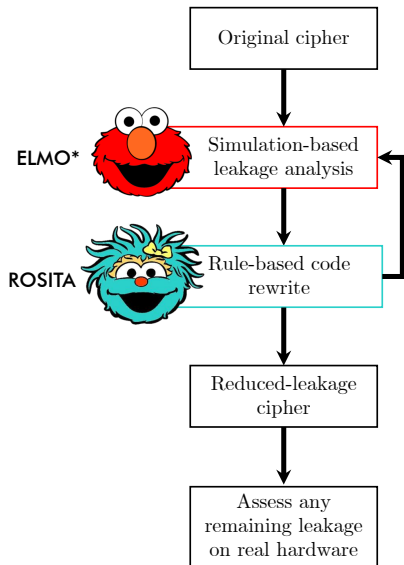 Original cipher
ELMO*
Simulation-based
leakage analysis
ROSITA
Rule-based code
rewrite
Reduced-leakage
cipher
Assess any
remaining leakage
on real hardware